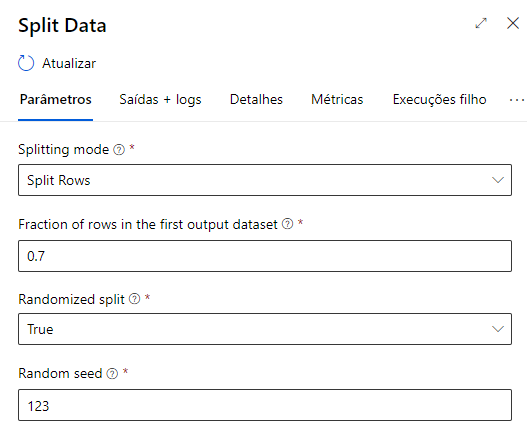 Split Data
Atualizar
Parâmetros Saídas + logs Detalhes Métricas Execuções filho ...
Splitting mode ? *
Split Rows
Fraction of rows in the first output dataset ? *
0.7
Randomized split ? *
True
Random seed ? *
123